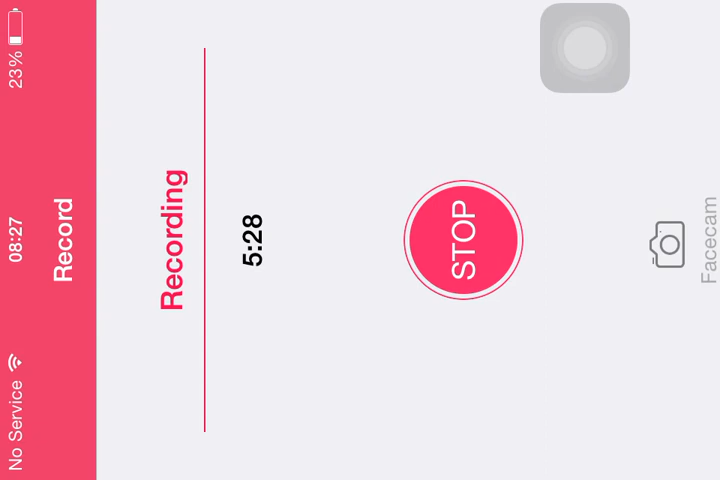 No Service 08:27 23%
Record
Recording
5:28
STOP
Facecam